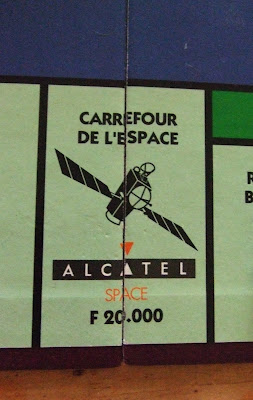 CARREFOUR
DE L'ESPACE
ALCATEL
SPACE
F 20.000